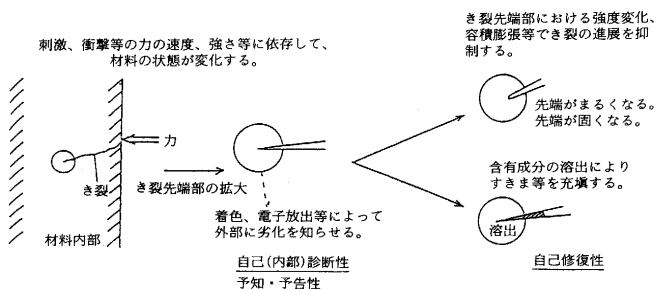 刺激、衝撃等の力の速度、強さ等に依存して、
材料の状態が変化する。
力
き裂
材料内部
き裂先端部の拡大
着色、電子放出等によって
外部に劣化を知らせる。
自己(内部)診断性
予知・予告性
き裂先端部における強度変化、
容積膨張等でき裂の進展を抑
制する。
先端がまるくなる。
先端が固くなる。
含有成分の溶出により
すきま等を充塡する。
溶出
自己修復性